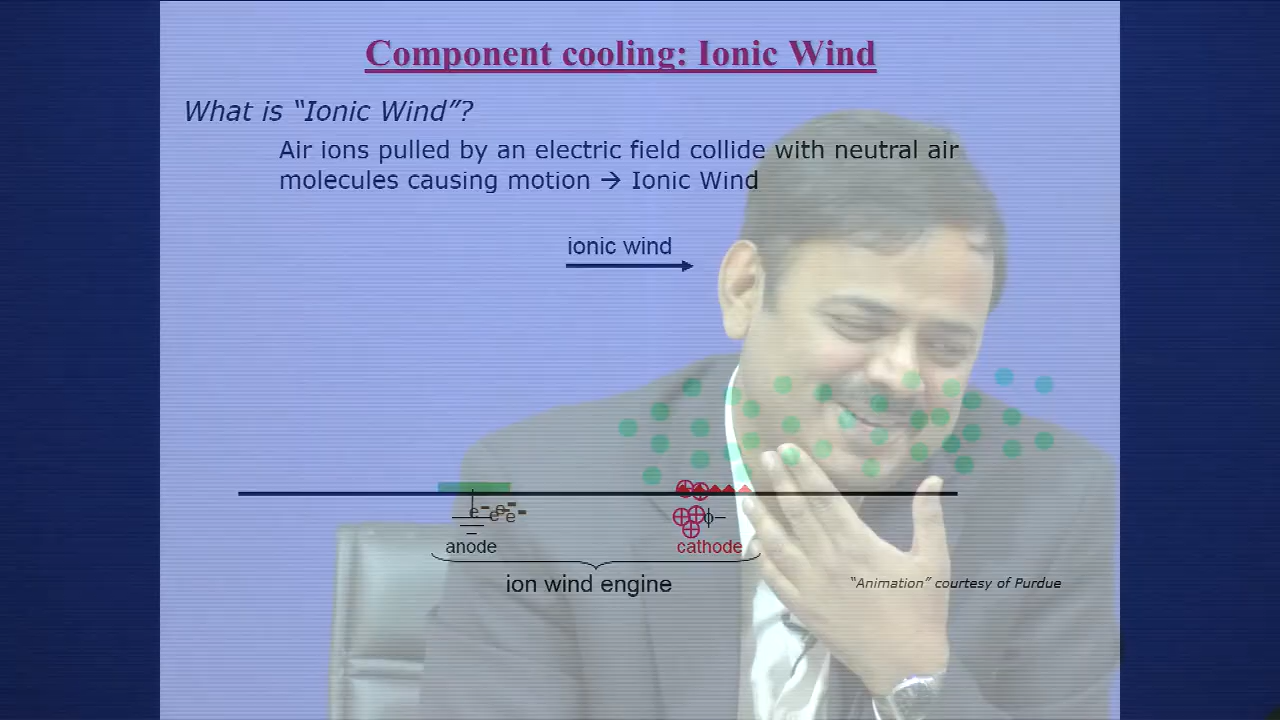 Component cooling: Ionic Wind
What is “Ionic Wind”?
Air ions pulled by an electric field collide with neutral air
molecules causing motion → Ionic Wind
ionic wind
e- e- e- e-
ϕ–
anode
cathode
ion wind engine
“Animation” courtesy of Purdue